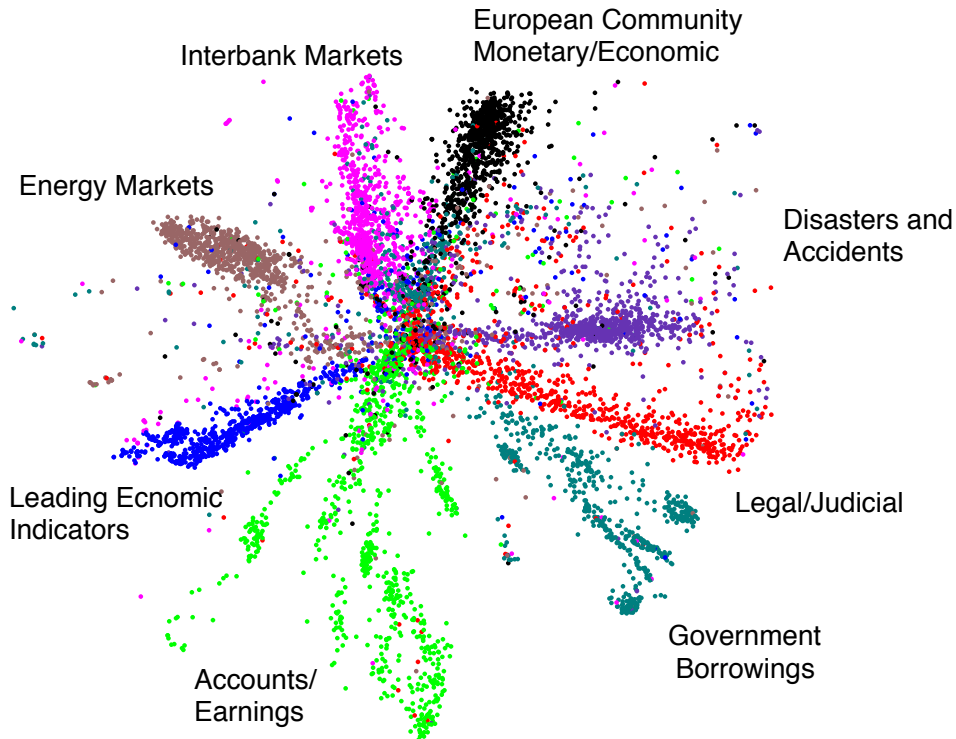 European Community
Monetary/Economic
Interbank Markets
Energy Markets
Disasters and
Accidents
Leading Ecnomic
Indicators
Legal/Judicial
Government
Borrowings
Accounts/
Earnings